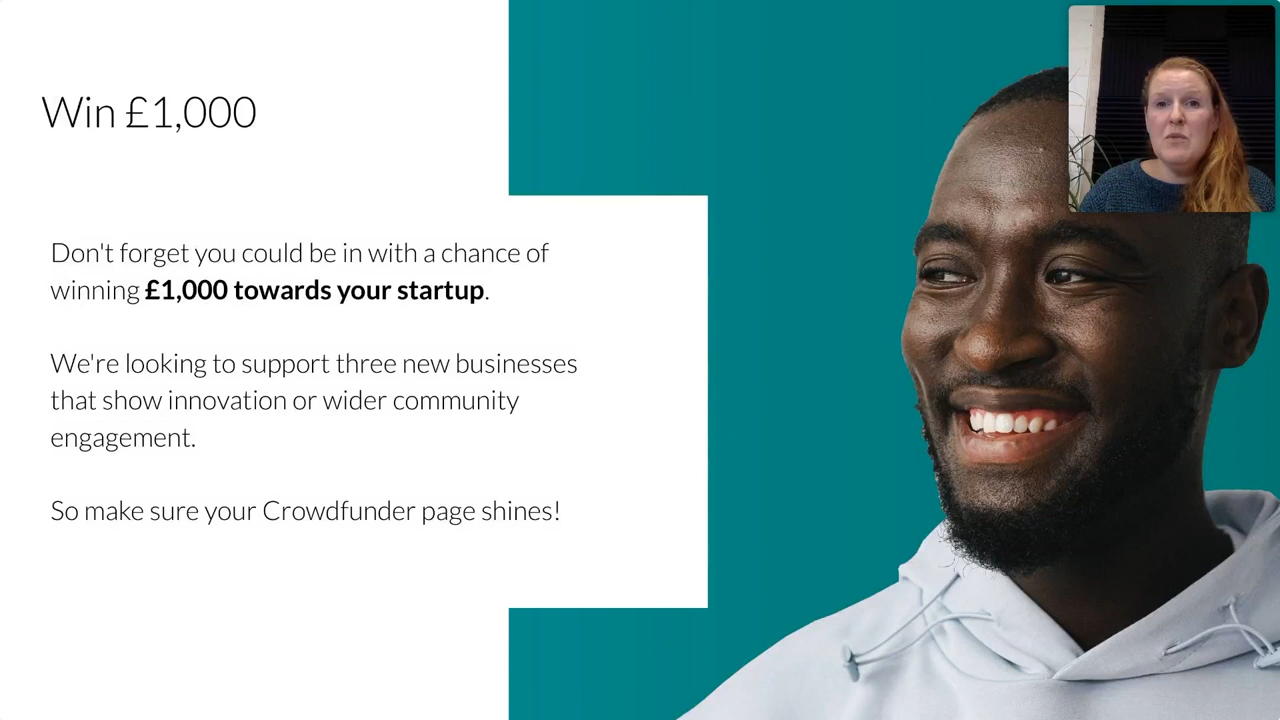 Win £1,000
Don't forget you could be in with a chance of
winning £1,000 towards your startup.
We're looking to support three new businesses
that show innovation or wider community
engagement.
So make sure your Crowdfunder page shines!